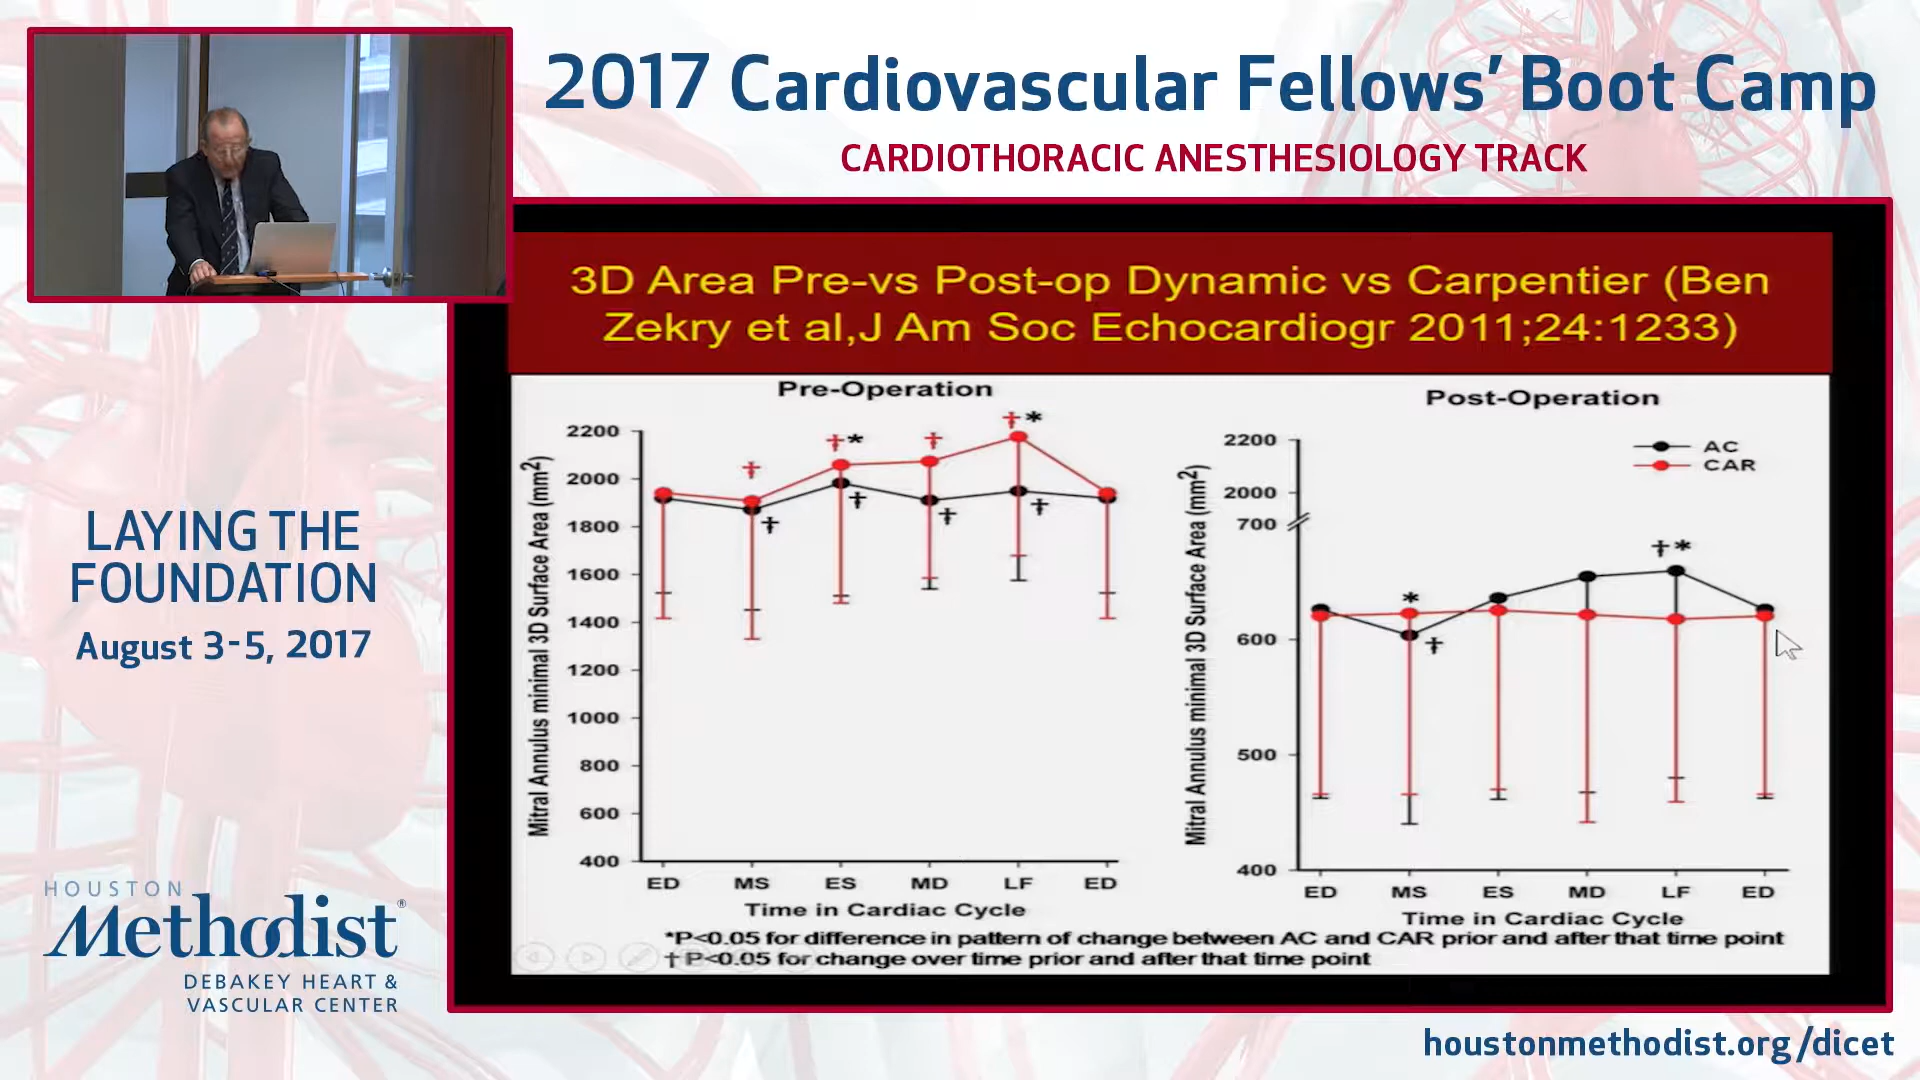 2017 Cardiovascular Fellows’ Boot Camp
CARDIOTHORACIC ANESTHESIOLOGY TRACK
3D Area Pre-vs Post-op Dynamic vs Carpentier (Ben
Zekry et al,J Am Soc Echocardiogr 2011;24:1233)
Pre-Operation
Mitral Annulus minimal 3D Surface Area (mm²)
2200
2000
1800
1600
1400
1200
1000
800
600
400
‡
‡*
‡
‡*
†
†
†
†
ED MS ES MD LF ED
Time in Cardiac Cycle
Post-Operation
Mitral Annulus minimal 3D Surface Area (mm²)
2200
2000
700
600
500
400
AC
CAR
*
†
†*
ED MS ES MD LF ED
Time in Cardiac Cycle
*P<0.05 for difference in pattern of change between AC and CAR prior and after that time point
† P<0.05 for change over time prior and after that time point
LAYING THE
FOUNDATION
August 3-5, 2017
HOUSTON
Methodist®
DEBAKEY HEART &
VASCULAR CENTER
houstonmethodist.org/dicet